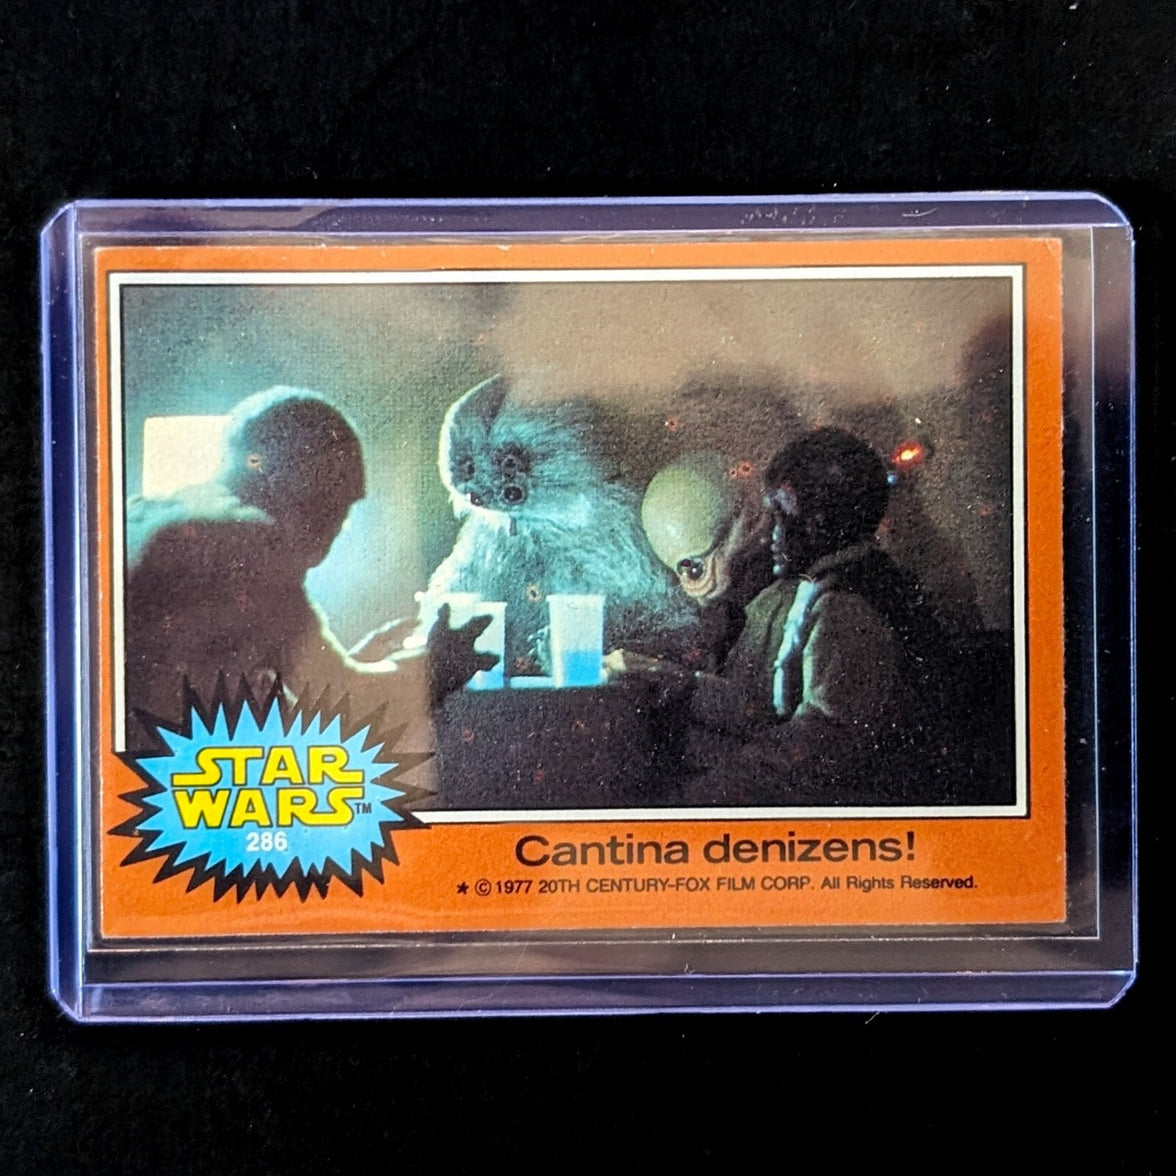 STAR
WARS™
286
Cantina denizens!
★ © 1977 20TH CENTURY-FOX FILM CORP. All Rights Reserved.